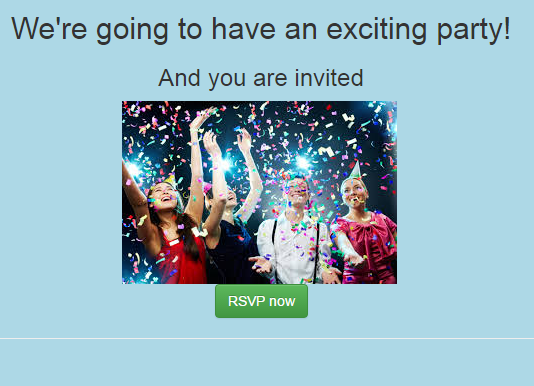 We're going to have an exciting party!
And you are invited
RSVP now